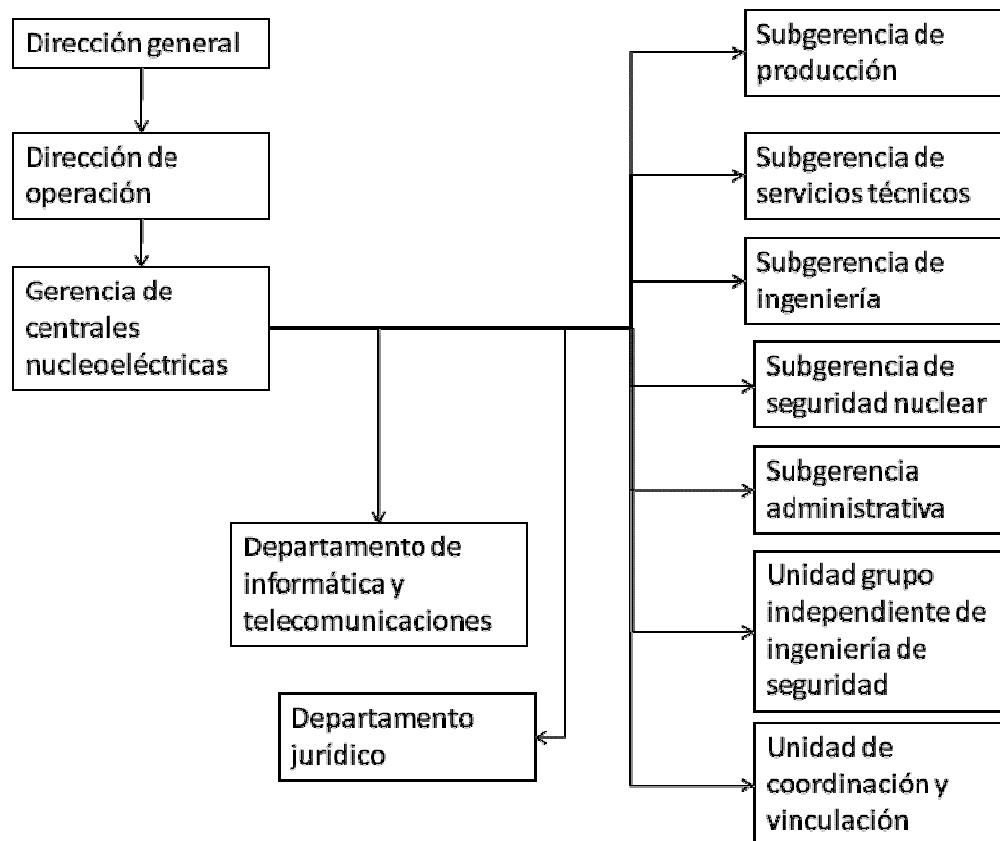 Dirección general
Dirección de
operación
Gerencia de
centrales
nucleoeléctricas
Departamento de
informática y
telecomunicaciones
Departamento
jurídico
Subgerencia de
producción
Subgerencia de
servicios técnicos
Subgerencia de
ingeniería
Subgerencia de
seguridad nuclear
Subgerencia
administrativa
Unidad grupo
independiente de
ingeniería de
seguridad
Unidad de
coordinación y
vinculación